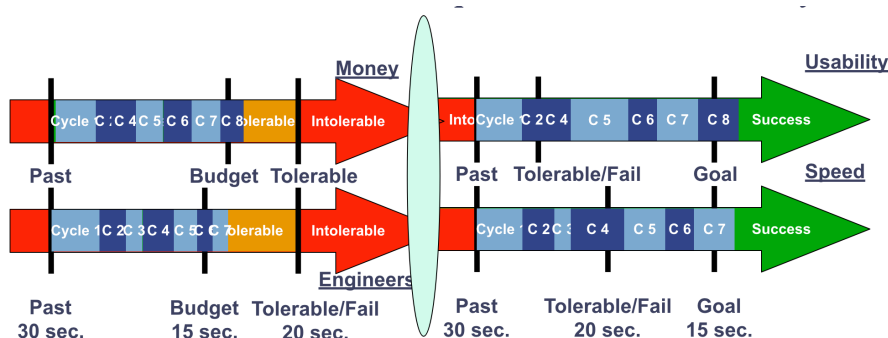 Money
Usability
Cycle 1 C 4 C 5 C 6 C 7 C 8 Intolerable
Cycle C 2 C 4 C 5 C 6 C 7 C 8 Success
Past Budget Tolerable
Past Tolerable/Fail Goal
Speed
Cycle 1 C 2 C 3 C 4 C 5 C 7 Intolerable
Cycle C 2 C 3 C 4 C 5 C 6 C 7 Success
Engineers
Past Budget Tolerable/Fail
30 sec. 15 sec. 20 sec.
Past Tolerable/Fail Goal
30 sec. 20 sec. 15 sec.